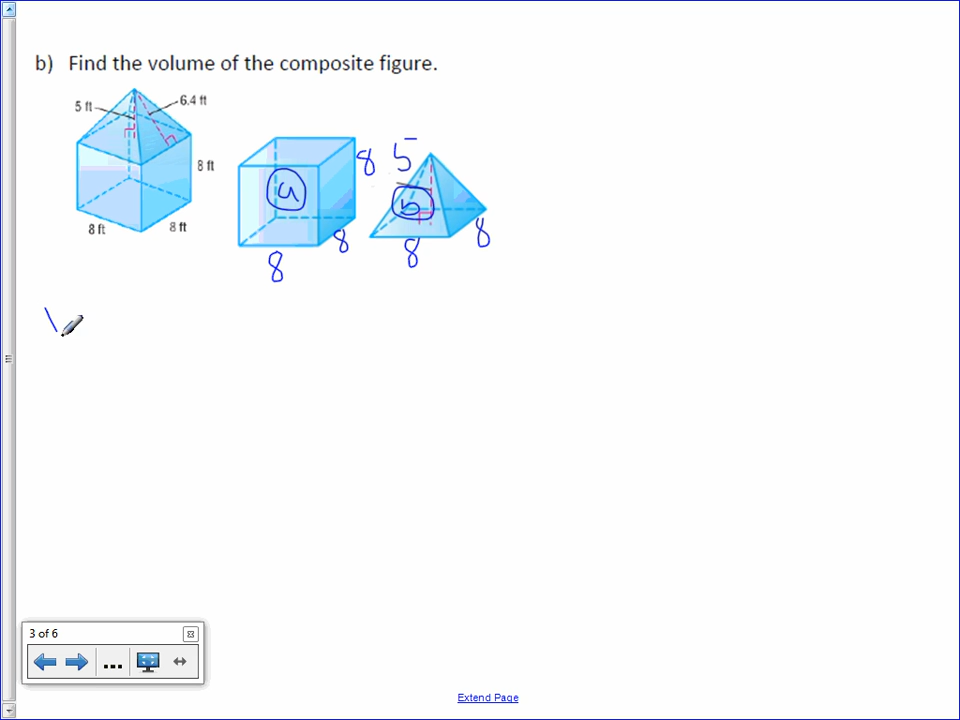 b) Find the volume of the composite figure.
5 ft 6.4 ft
8 ft
8 ft 8 ft
a 8
8 8
5
b
8 8
3 of 6
...
Extend Page